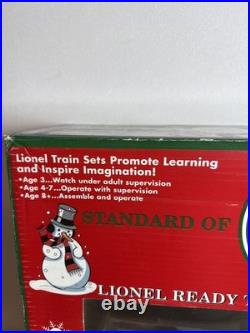 Lionel Train Sets Promote Learning
and Inspire Imagination!
•Age 3...Watch under adult supervision
•Age 4-7...Operate with supervision
•Age 8+...Assemble and operate
STANDARD OF
LIONEL READY